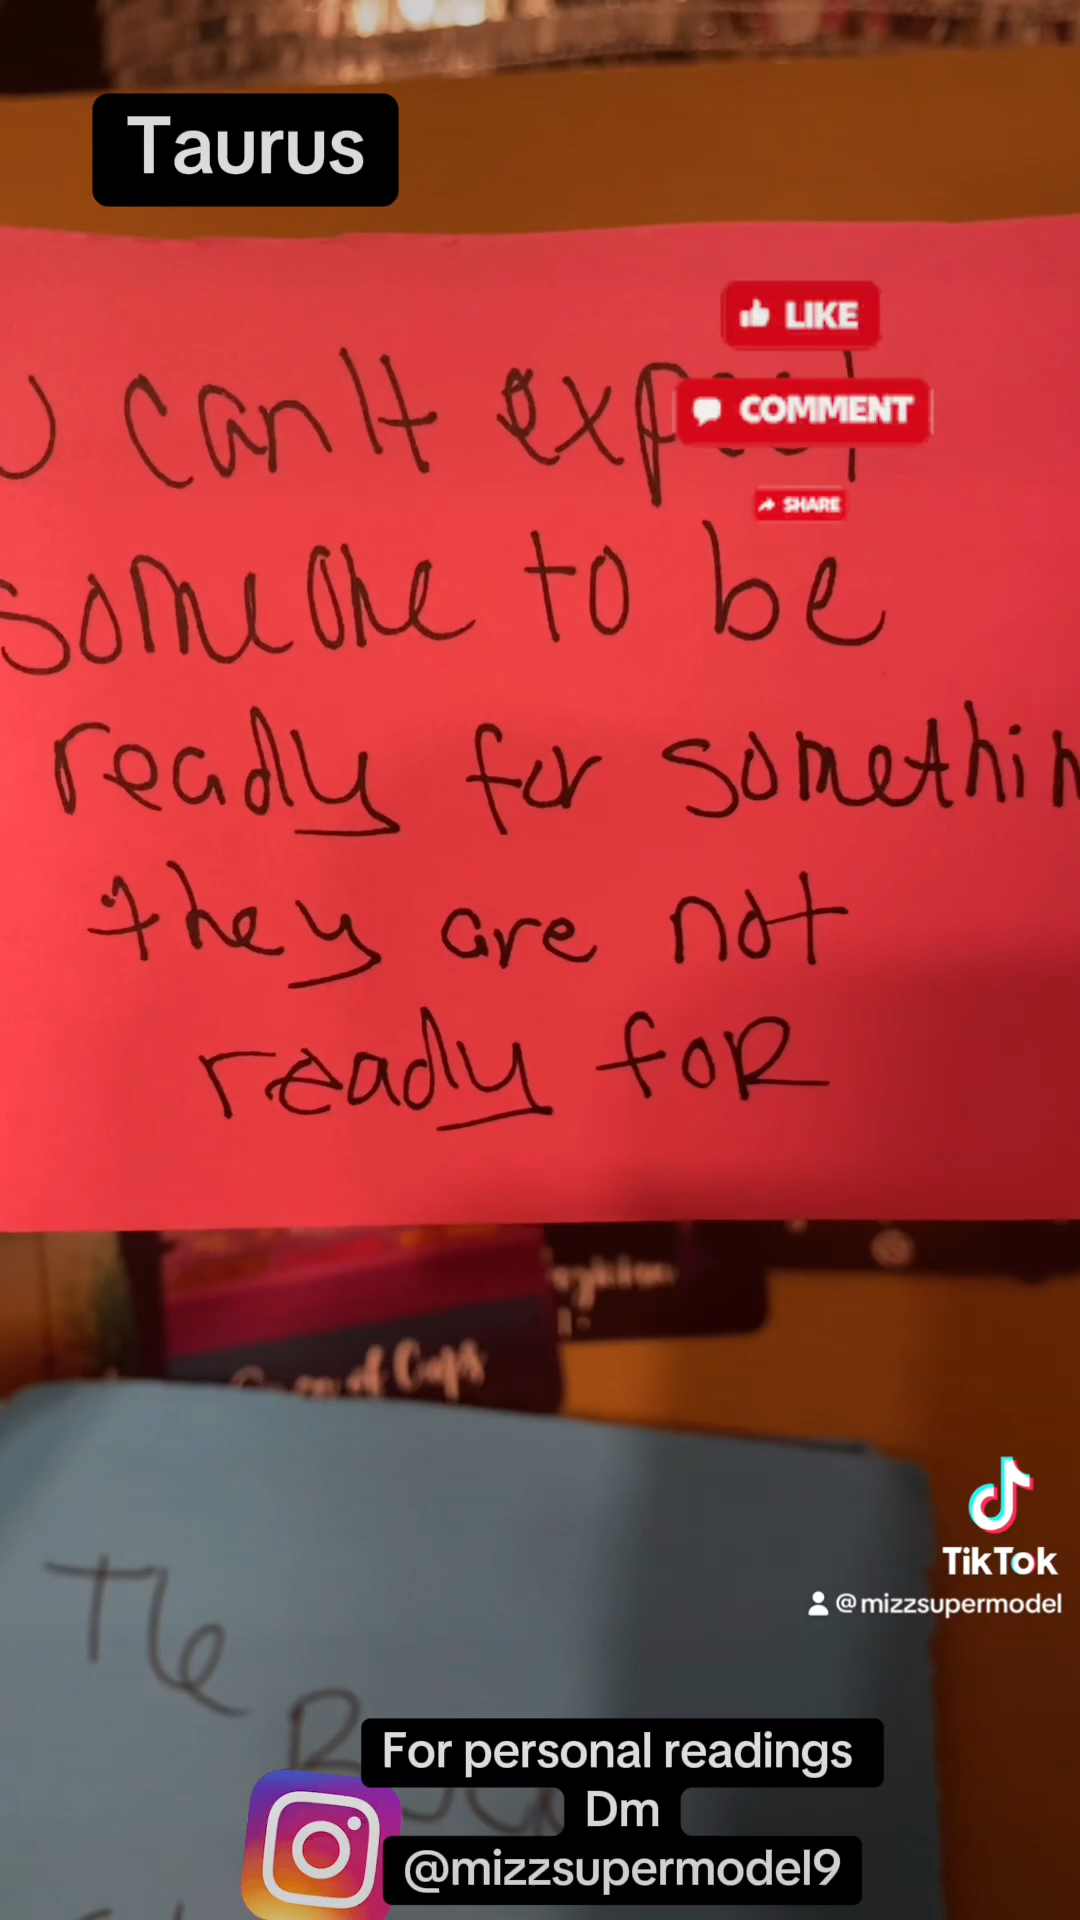 Taurus
LIKE
U can't expect
COMMENT
SHARE
someone to be
ready for somethin
they are not
ready for
of Cups
The
TikTok
@mizzsupermodel
For personal readings
Dm
@mizzsupermodel9